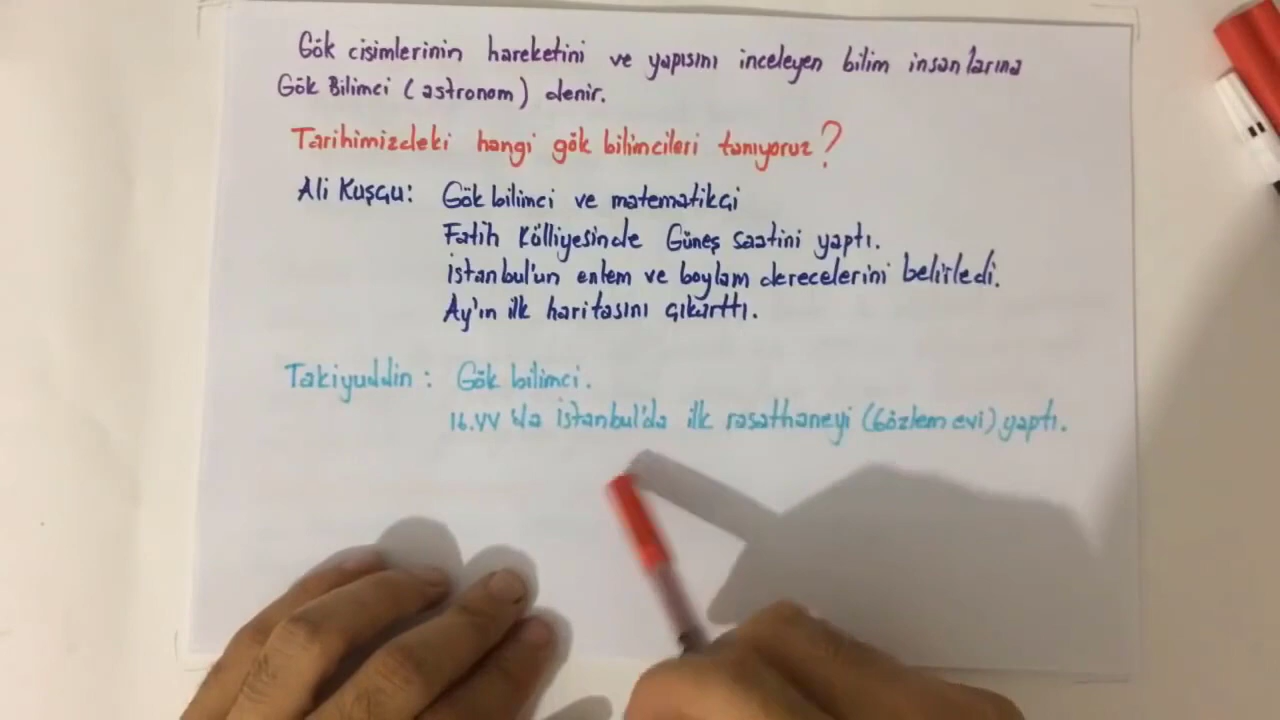 Gök cisimlerinin hareketini ve yapısını inceleyen bilim insanlarına
Gök Bilimci (astronom) denir.
Tarihimizdeki hangi gök bilimcileri tanıyoruz?
Ali Kuşçu: Gök bilimci ve matematikçi
Fatih Külliyesinde Güneş saatini yaptı.
İstanbul'un enlem ve boylam derecelerini belirledi.
Ay'ın ilk haritasını çıkarttı.
Takiyuddin: Gök bilimci.
16.YY'da İstanbul'da ilk rasathaneyi (Gözlem evi) yaptı.